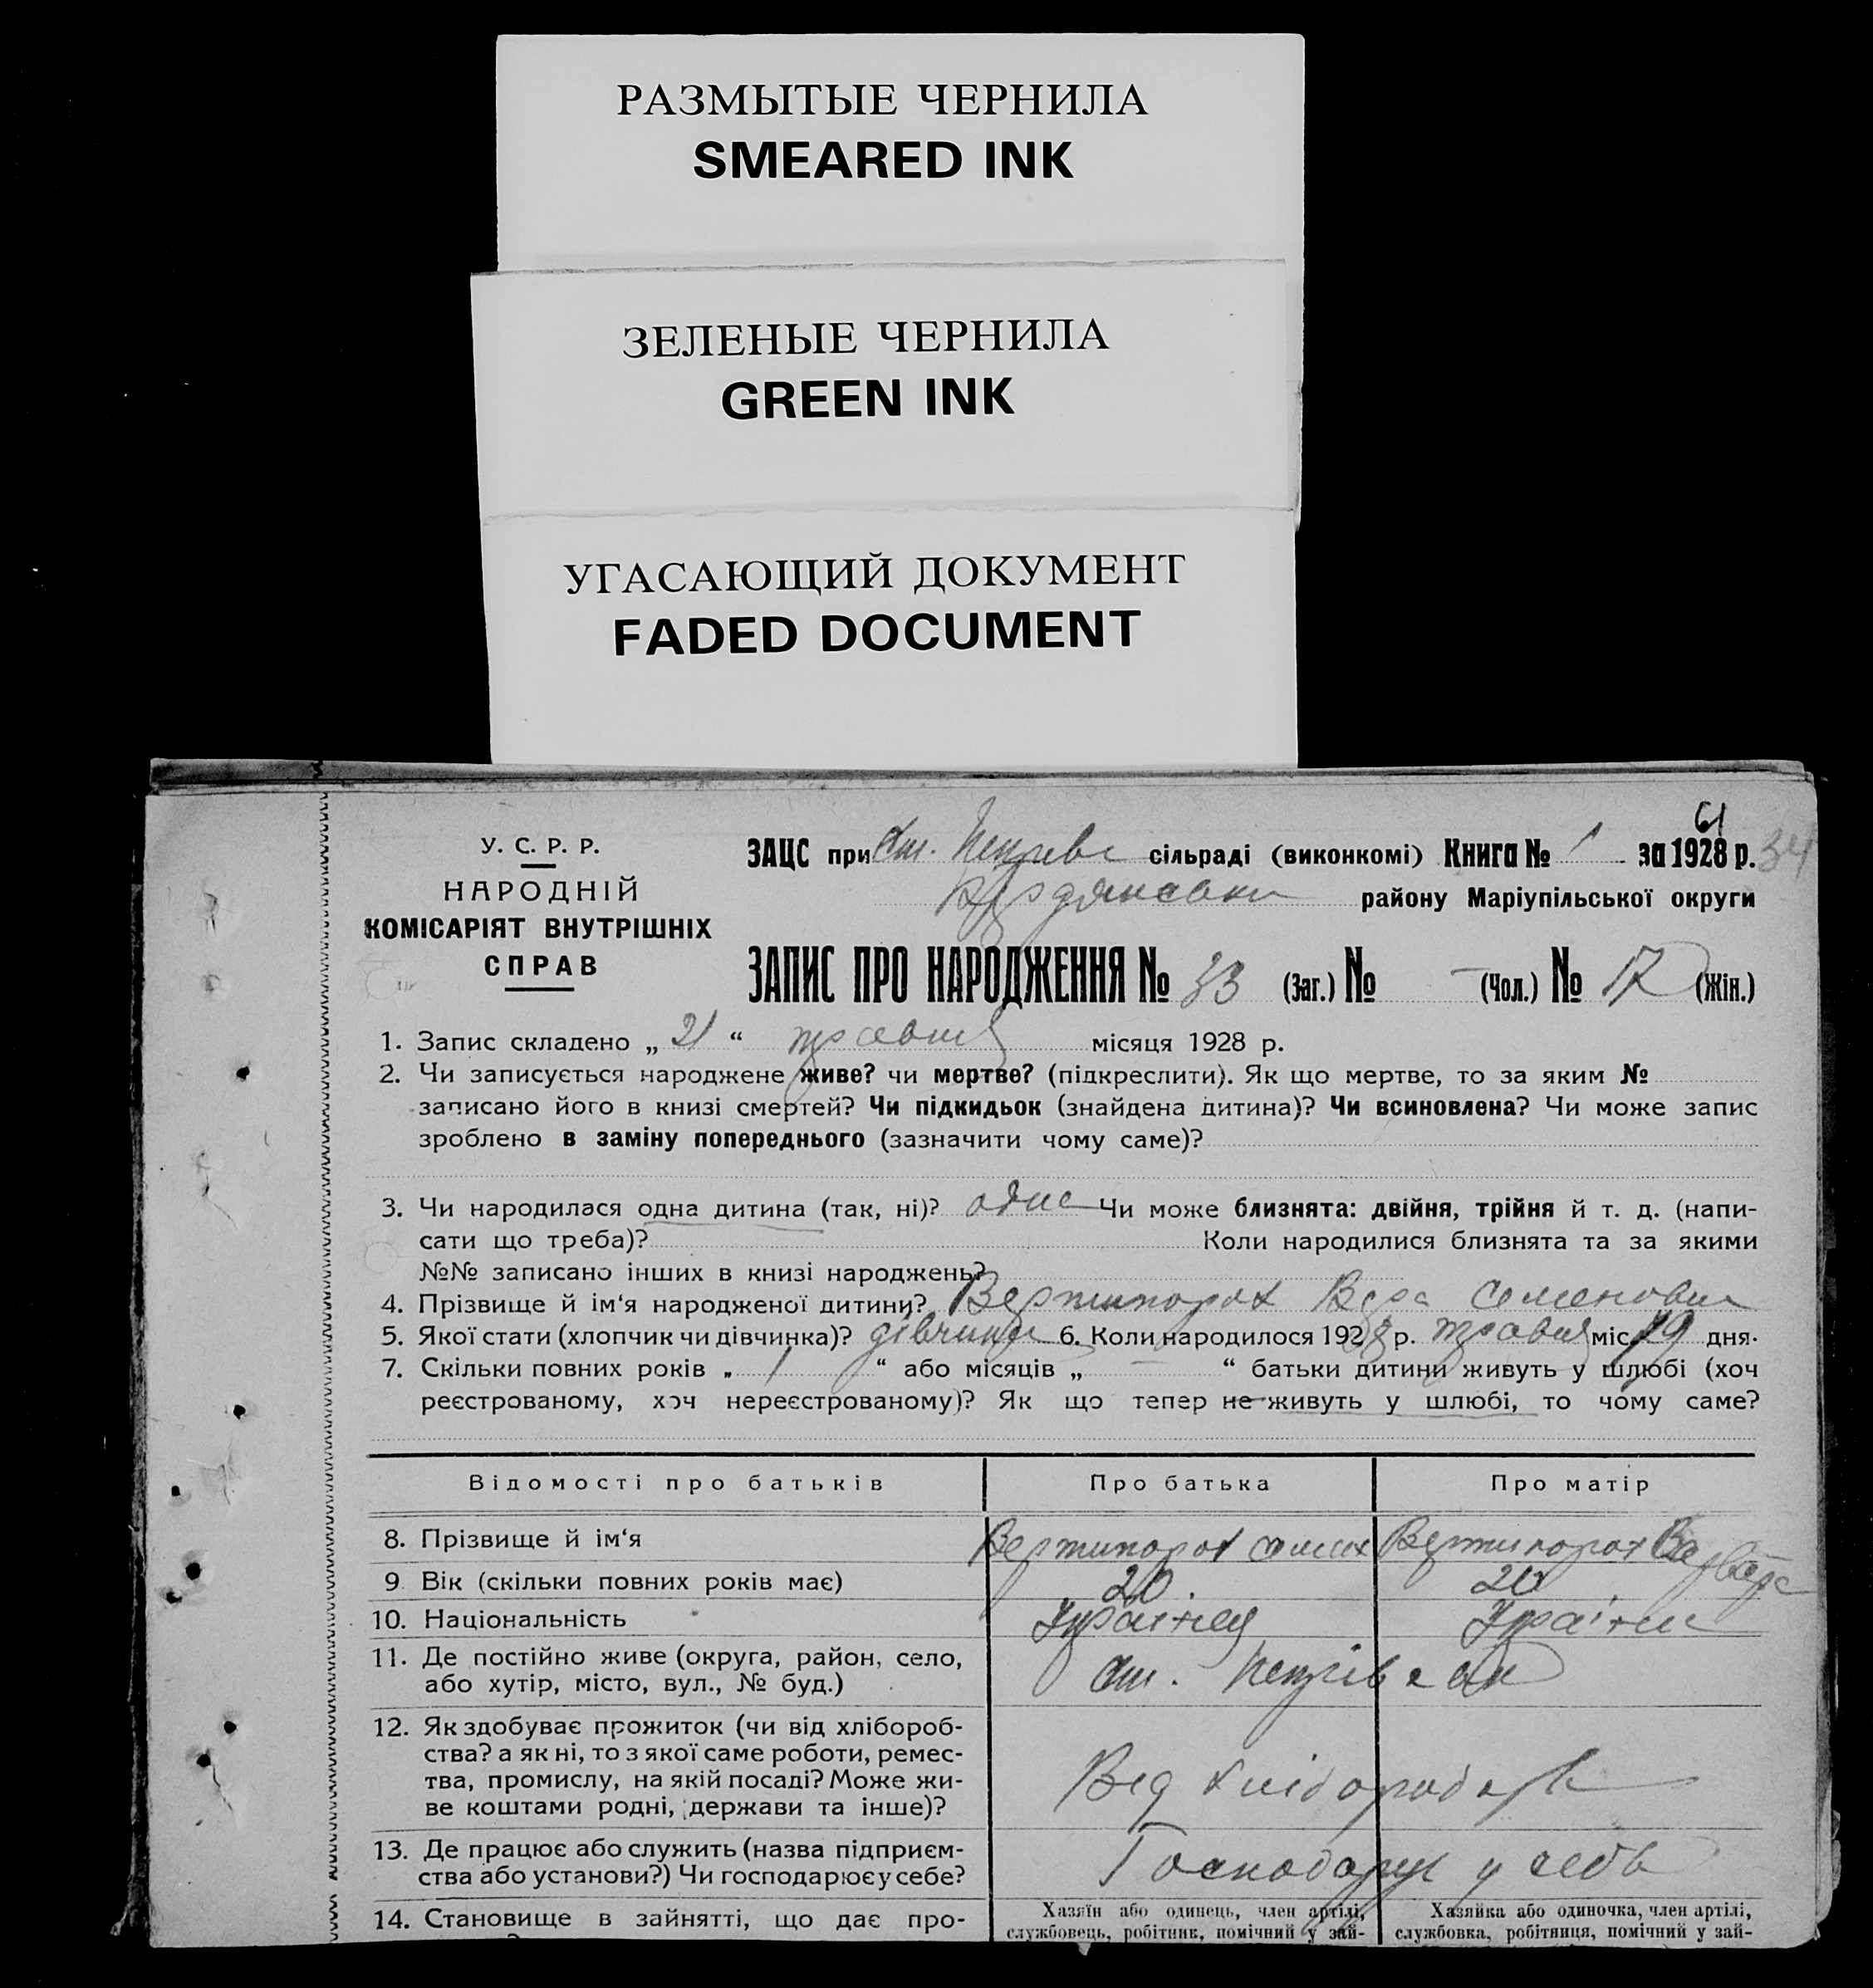 РАЗМЫТЫЕ ЧЕРНИЛА
SMEARED INK
ЗЕЛЕНЫЕ ЧЕРНИЛА
GREEN INK
УГАСАЮЩИЙ ДОКУМЕНТ
FADED DOCUMENT
61
У. С. Р. Р.
НАРОДНІЙ
КОМІСАРІЯТ ВНУТРІШНІХ
СПРАВ
ЗАЦС при сільраді (виконкомі) Книга № 1 за 1928 р. 34
району Маріупільської округи
ЗАПИС ПРО НАРОДЖЕННЯ № 33 (Заг.) № — (Чол.) № 17 (Жін.)
1. Запис складено „ 21 “ травня місяця 1928 р.
2. Чи записується народжене живе? чи мертве? (підкреслити). Як що мертве, то за яким №
записано його в книзі смертей? Чи підкидьок (знайдена дитина)? Чи всиновлена? Чи може запис
зроблено в заміну попереднього (зазначити чому саме)?
3. Чи народилася одна дитина (так, ні)? одна Чи може близнята: двійня, трійня й т. д. (напи-
сати що треба)? Коли народилися близнята та за якими
№№ записано інших в книзі народжень?
4. Прізвище й ім'я народженої дитини? Вертипорох Вера Семеновна
5. Якої стати (хлопчик чи дівчинка)? дівчинка 6. Коли народилося 1928 р. травня міс. 19 дня.
7. Скільки повних років „ 1 “ або місяців „ — “ батьки дитини живуть у шлюбі (хоч
реєстрованому, хоч нереєстрованому)? Як що тепер не живуть у шлюбі, то чому саме?
Відомості про батьків Про батька Про матір
8. Прізвище й ім'я Вертипорох Вертипорох
9. Вік (скільки повних років має) 20. 20
10. Національність Українец
11. Де постійно живе (округа, район, село,
або хутір, місто, вул., № буд.)
12. Як здобуває прожиток (чи від хлібороб-
ства? а як ні, то з якої саме роботи, ремес-
тва, промислу, на якій посаді? Може жи-
ве коштами родні, держави та інше)?
13. Де працює або служить (назва підприєм-
ства або установи?) Чи господарює у себе?
Господарує у себе
14. Становище в зайнятті, що дає про-
Хазяїн або одинець, член артілі,
службовець, робітник, помічний у зай-
Хазяйка або одиночка, член артілі,
службовка, робітниця, помічний у зай-